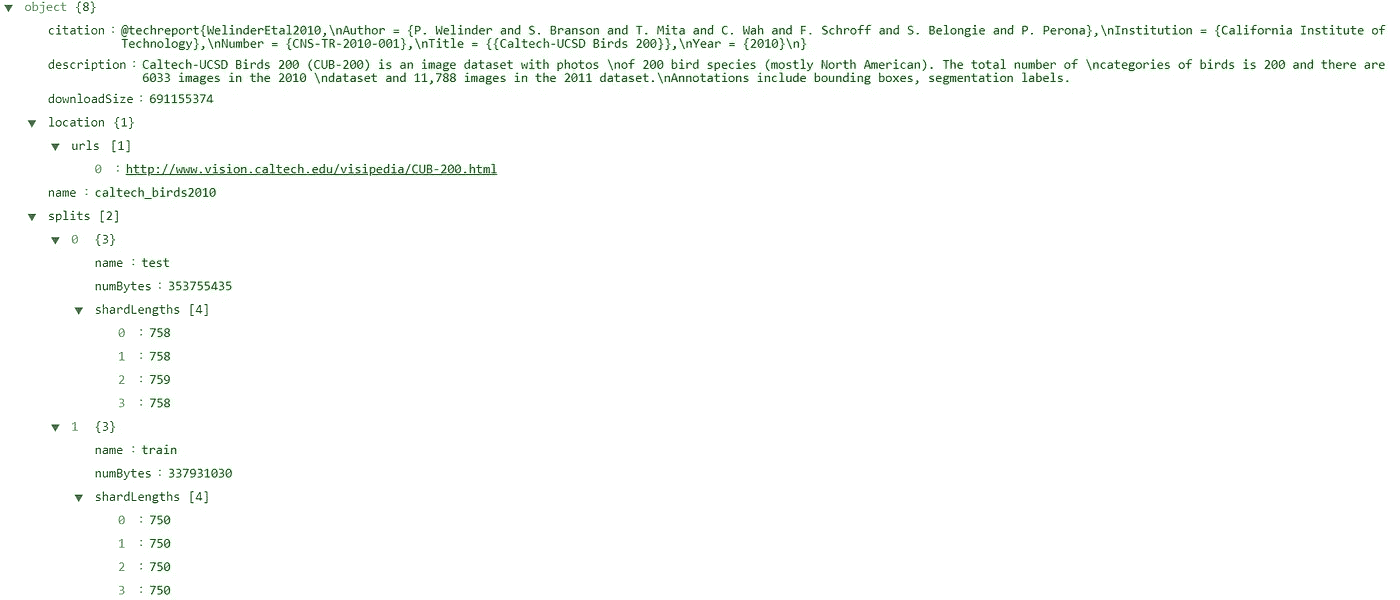 ▼ object {8}
citation : @techreport{WelinderEtal2010,\nAuthor = {P. Welinder and S. Branson and T. Mita and C. Wah and F. Schroff and S. Belongie and P. Perona},\nInstitution = {California Institute of
Technology},\nNumber = {CNS-TR-2010-001},\nTitle = {{Caltech-UCSD Birds 200}},\nYear = {2010}\n}
description : Caltech-UCSD Birds 200 (CUB-200) is an image dataset with photos \nof 200 bird species (mostly North American). The total number of \ncategories of birds is 200 and there are
6033 images in the 2010 \ndataset and 11,788 images in the 2011 dataset.\nAnnotations include bounding boxes, segmentation labels.
downloadSize : 691155374
▼ location {1}
▼ urls [1]
0 : http://www.vision.caltech.edu/visipedia/CUB-200.html
name : caltech_birds2010
▼ splits [2]
▼ 0 {3}
name : test
numBytes : 353755435
▼ shardLengths [4]
0 : 758
1 : 758
2 : 759
3 : 758
▼ 1 {3}
name : train
numBytes : 337931030
▼ shardLengths [4]
0 : 750
1 : 750
2 : 750
3 : 750